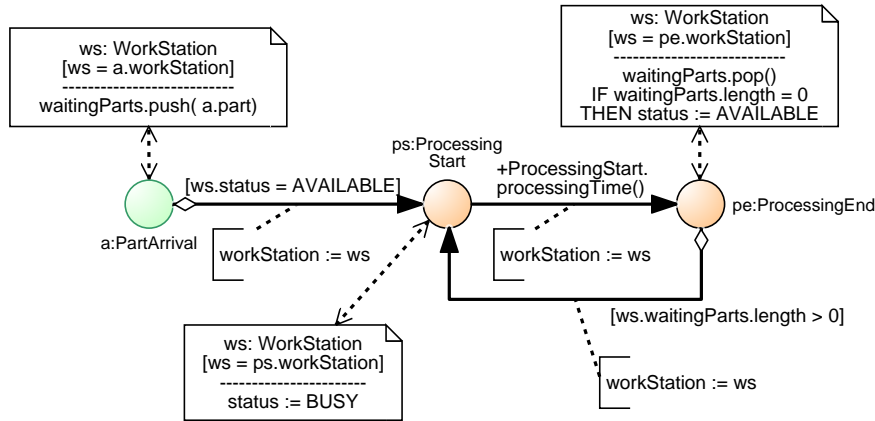 ws: WorkStation
[ws = a.workStation]
-------------------------
waitingParts.push( a.part)
ws: WorkStation
[ws = pe.workStation]
-------------------------
waitingParts.pop()
IF waitingParts.length = 0
THEN status := AVAILABLE
ps:Processing
Start
[ws.status = AVAILABLE]
+ProcessingStart.
processingTime()
a:PartArrival
pe:ProcessingEnd
workStation := ws
workStation := ws
[ws.waitingParts.length > 0]
ws: WorkStation
[ws = ps.workStation]
-------------------------
status := BUSY
workStation := ws